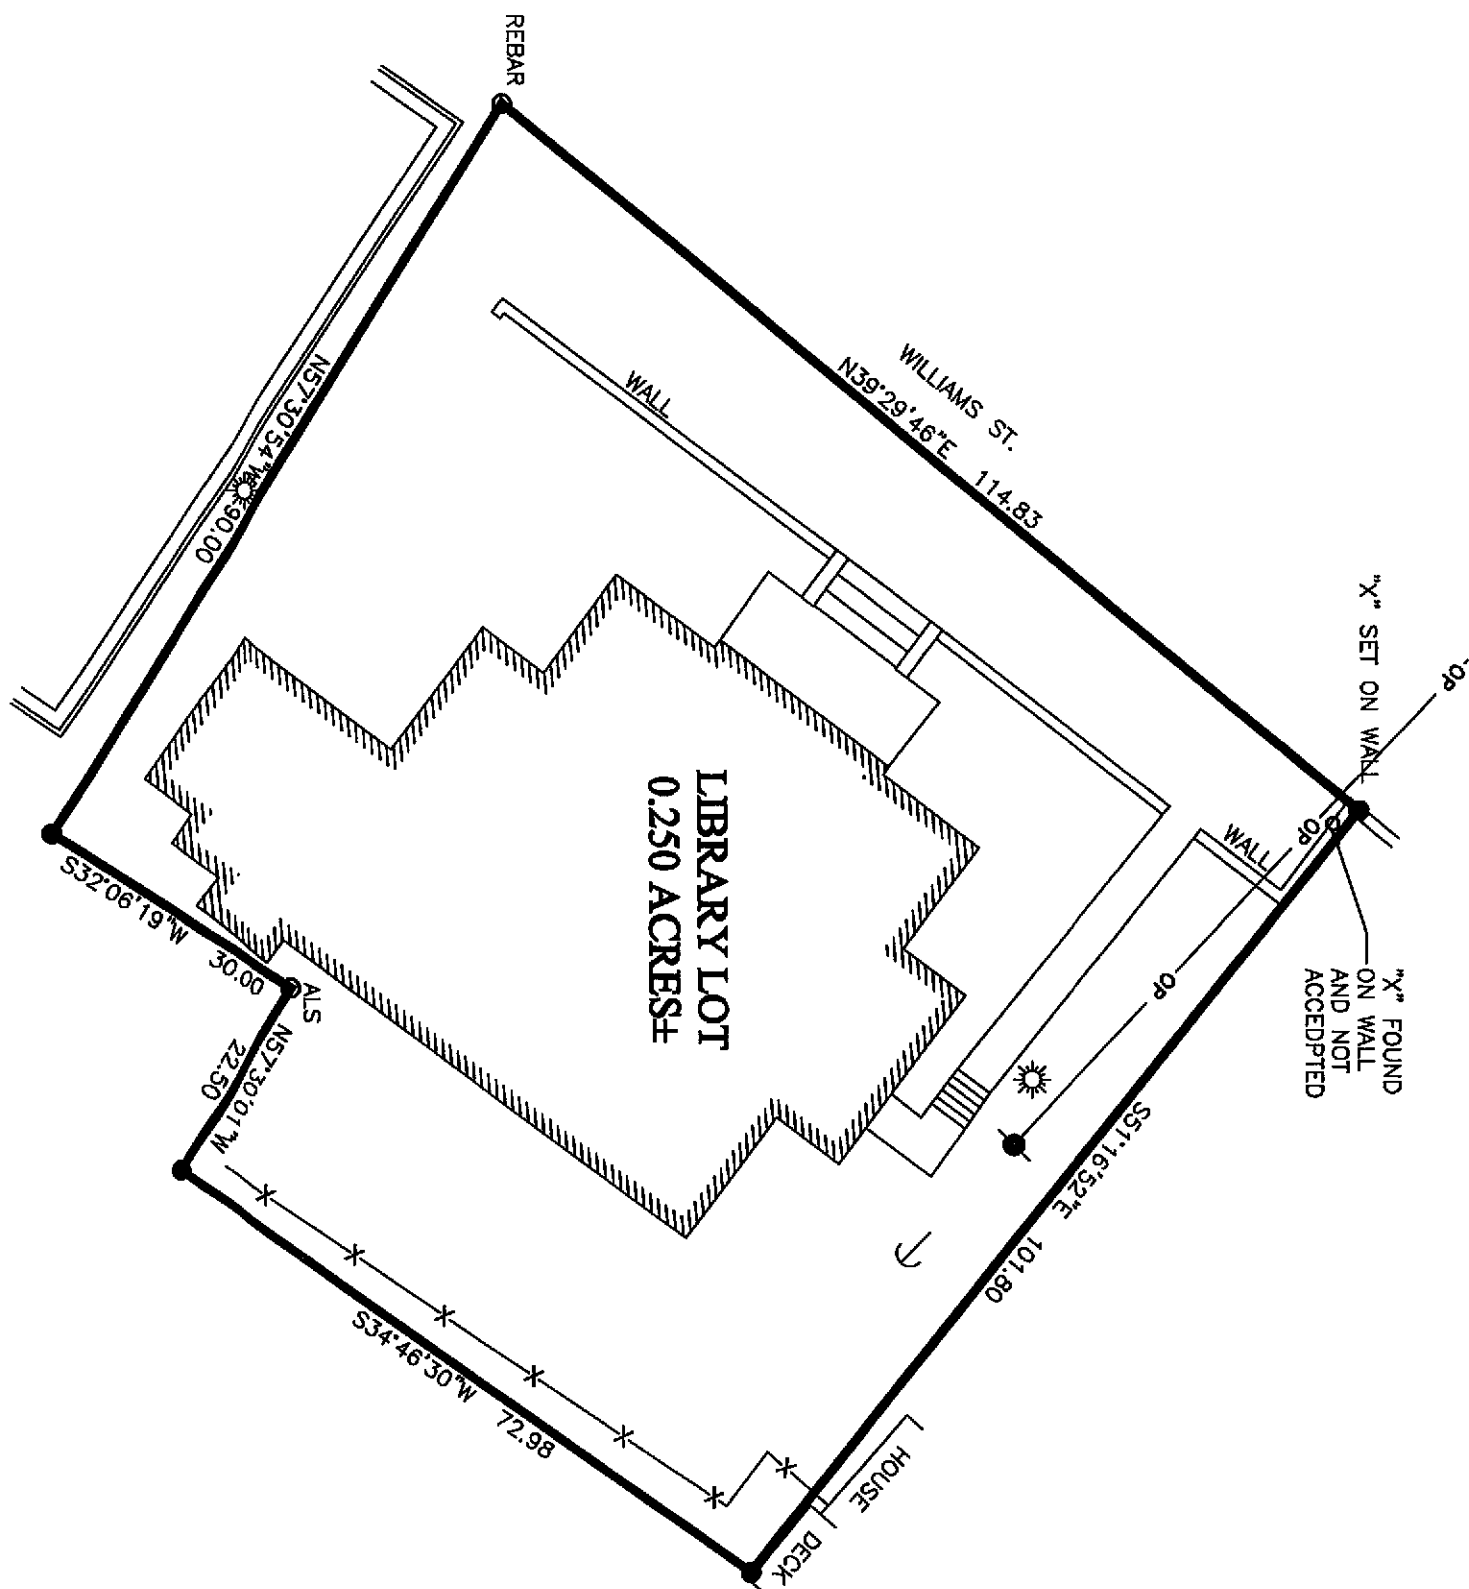 REBAR
WILLIAMS ST.
N39°29'46"E 114.83
"X" SET ON WALL
OP
OP
OP
WALL
WALL
"X" FOUND
ON WALL
AND NOT
ACCEDPTED
N57°30'54"W 90.00
LIBRARY LOT
0.250 ACRES±
S51°16'52"E 101.80
S32°06'19"W 30.00
ALS
N57°30'01"W
22.50
S34°46'30"W 72.98
HOUSE
DECK